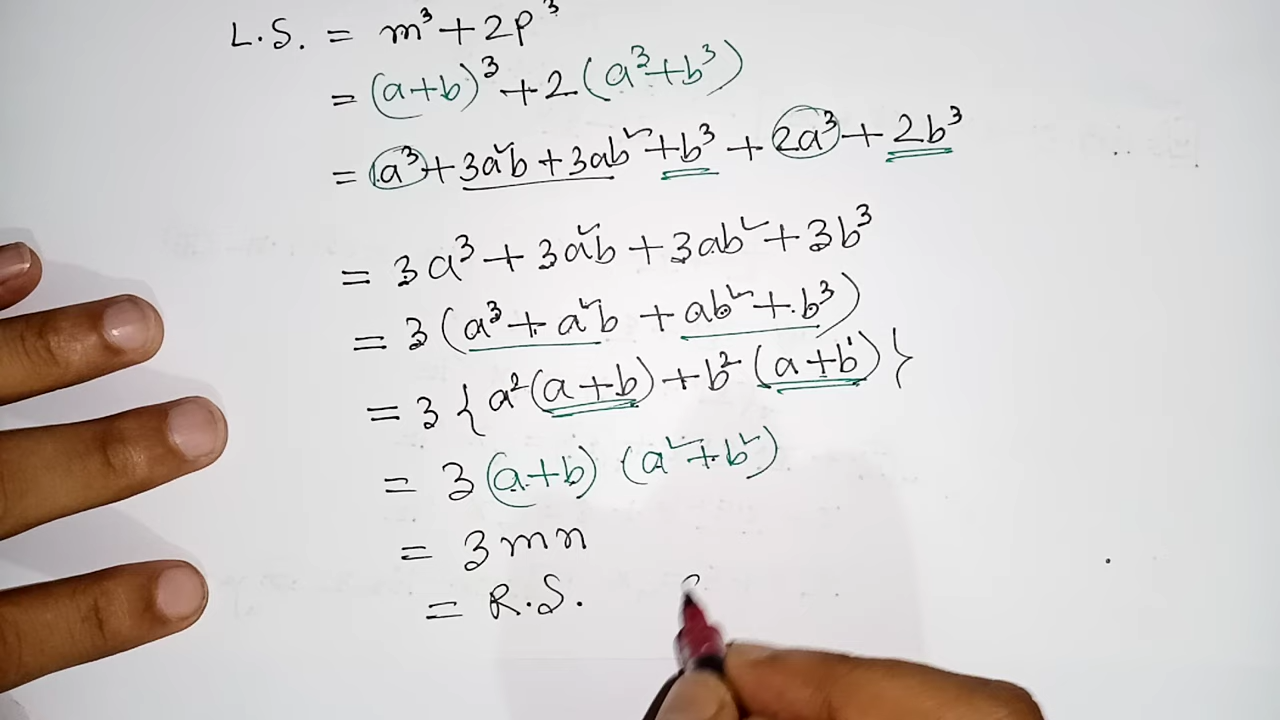 L.S. = m³ + 2p³
= (a+b)³ + 2(a³+b³)
= a³ + 3a²b + 3ab² + b³ + 2a³ + 2b³
= 3a³ + 3a²b + 3ab² + 3b³
= 3(a³ + a²b + ab² + b³)
= 3{a²(a+b) + b²(a+b)}
= 3(a+b)(a²+b²)
= 3mn
= R.S.